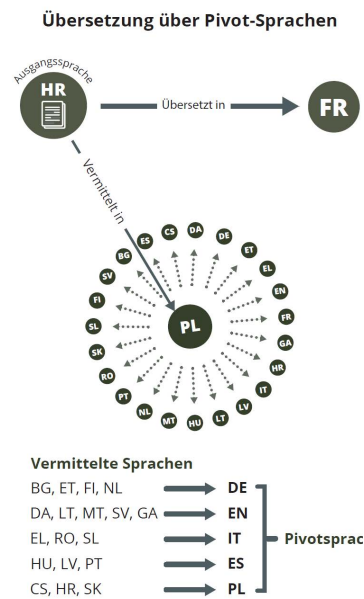 Übersetzung über Pivot-Sprachen
Ausgangssprache
HR
Übersetzt in
FR
Vermittelt in
PL
DA
DE
ET
EL
EN
FR
GA
HR
IT
LV
LT
HU
MT
NL
PT
RO
SK
SL
FI
SV
BG
ES
CS
Vermittelte Sprachen
BG, ET, FI, NL DE
DA, LT, MT, SV, GA EN
EL, RO, SL IT
Pivotsprac
HU, LV, PT ES
CS, HR, SK PL